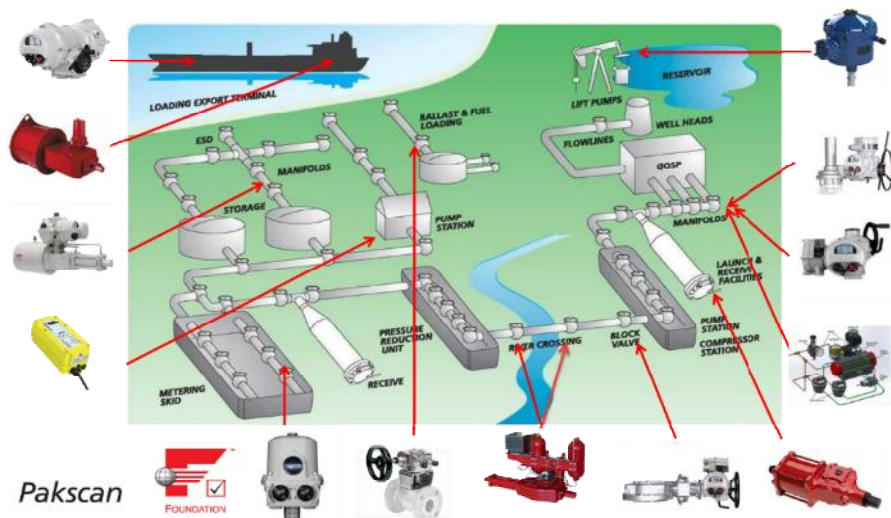 LOADING EXPORT TERMINAL
RESERVOIR
LIFT PUMPS
WELL HEADS
FLOWLINES
GOSP
MANIFOLDS
BALLAST & FUEL
LOADING
ESD
MANIFOLDS
STORAGE
PUMP
STATION
LAUNCH &
RECEIVE
FACILITIES
PRESSURE
REDUCTION
UNIT
RIVER CROSSING
BLOCK
VALVE
PUMP
STATION
COMPRESSOR
STATION
METERING
SKID
RECEIVE
Pakscan
F
FOUNDATION